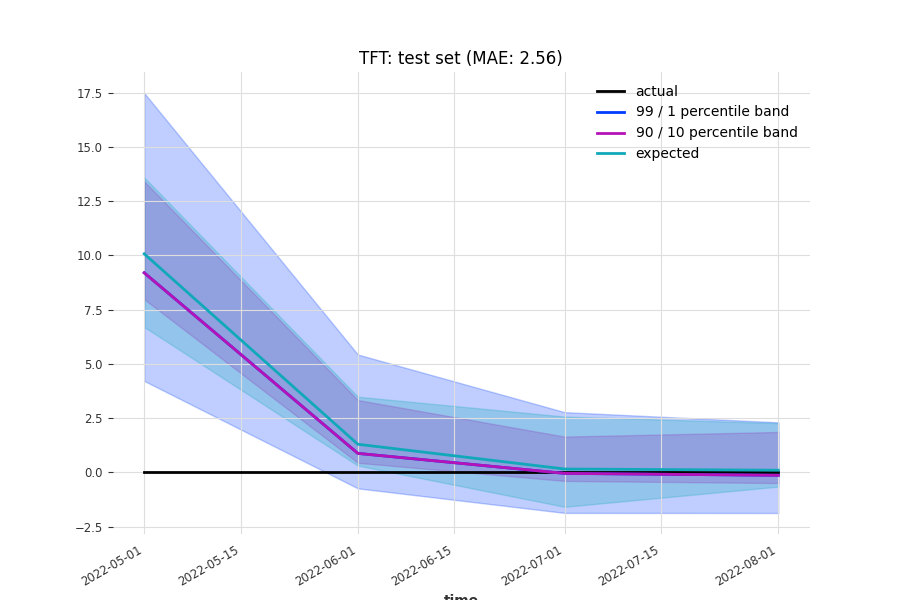 TFT: test set (MAE: 2.56)
actual
99 / 1 percentile band
90 / 10 percentile band
expected
17.5
15.0
12.5
10.0
7.5
5.0
2.5
0.0
−2.5
2022-05-01
2022-05-15
2022-06-01
2022-06-15
2022-07-01
2022-07-15
2022-08-01
time